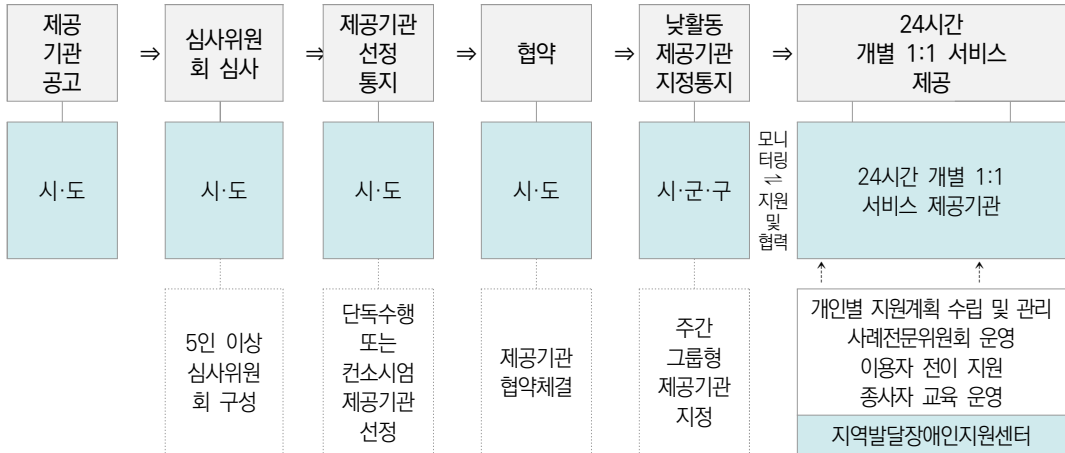 제공
기관
공고
⇒
심사위원
회 심사
⇒
제공기관
선정
통지
⇒
협약
⇒
낮활동
제공기관
지정통지
⇒
24시간
개별 1:1 서비스
제공
시·도
시·도
시·도
시·도
시·군·구
모니
터링
⇌
지원
및
협력
24시간 개별 1:1
서비스 제공기관
5인 이상
심사위원
회 구성
단독수행
또는
컨소시엄
제공기관
선정
제공기관
협약체결
주간
그룹형
제공기관
지정
개인별 지원계획 수립 및 관리
사례전문위원회 운영
이용자 전이 지원
종사자 교육 운영
지역발달장애인지원센터